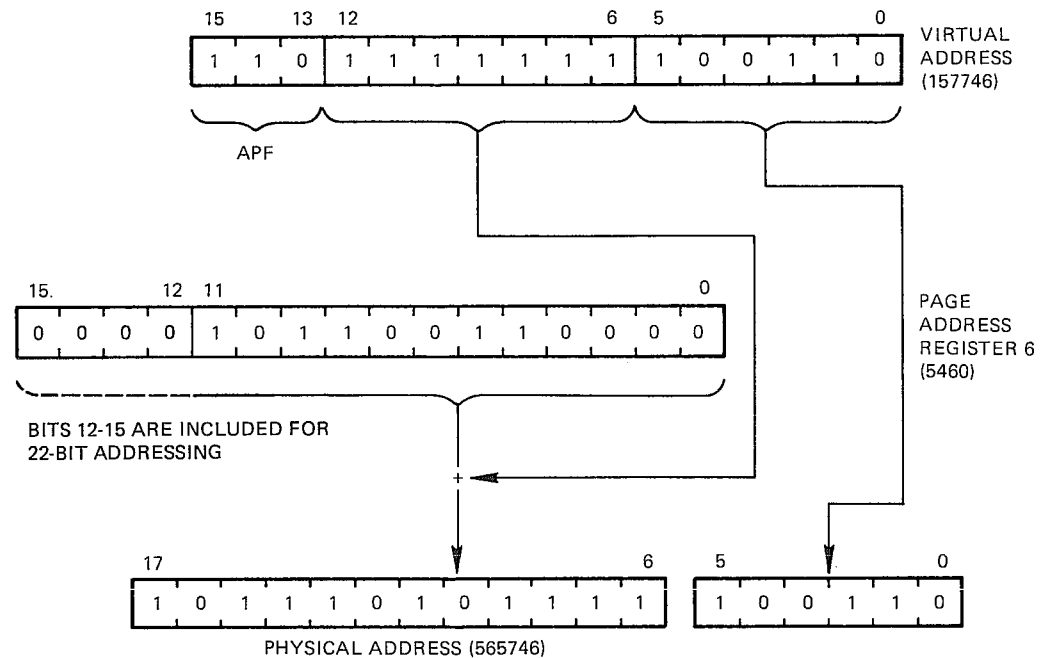 15 13 12 6 5 0
1 1 0 1 1 1 1 1 1 1 1 0 0 1 1 0
VIRTUAL
ADDRESS
(157746)
APF
15. 12 11 0
0 0 0 0 1 0 1 1 0 0 1 1 0 0 0 0
PAGE
ADDRESS
REGISTER 6
(5460)
BITS 12-15 ARE INCLUDED FOR
22-BIT ADDRESSING
+
17 6 5 0
1 0 1 1 1 0 1 0 1 1 1 1 1 0 0 1 1 0
PHYSICAL ADDRESS (565746)